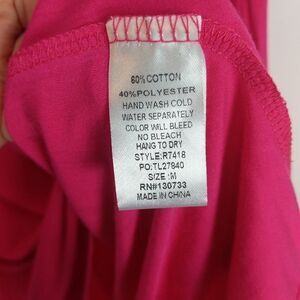 60% COTTON
40% POLYESTER
HAND WASH COLD
WATER SEPARATELY
COLOR WILL BLEED
NO BLEACH
HANG TO DRY
STYLE:R7418
PO:TL27840
SIZE :M
RN#130733
MADE IN CHINA